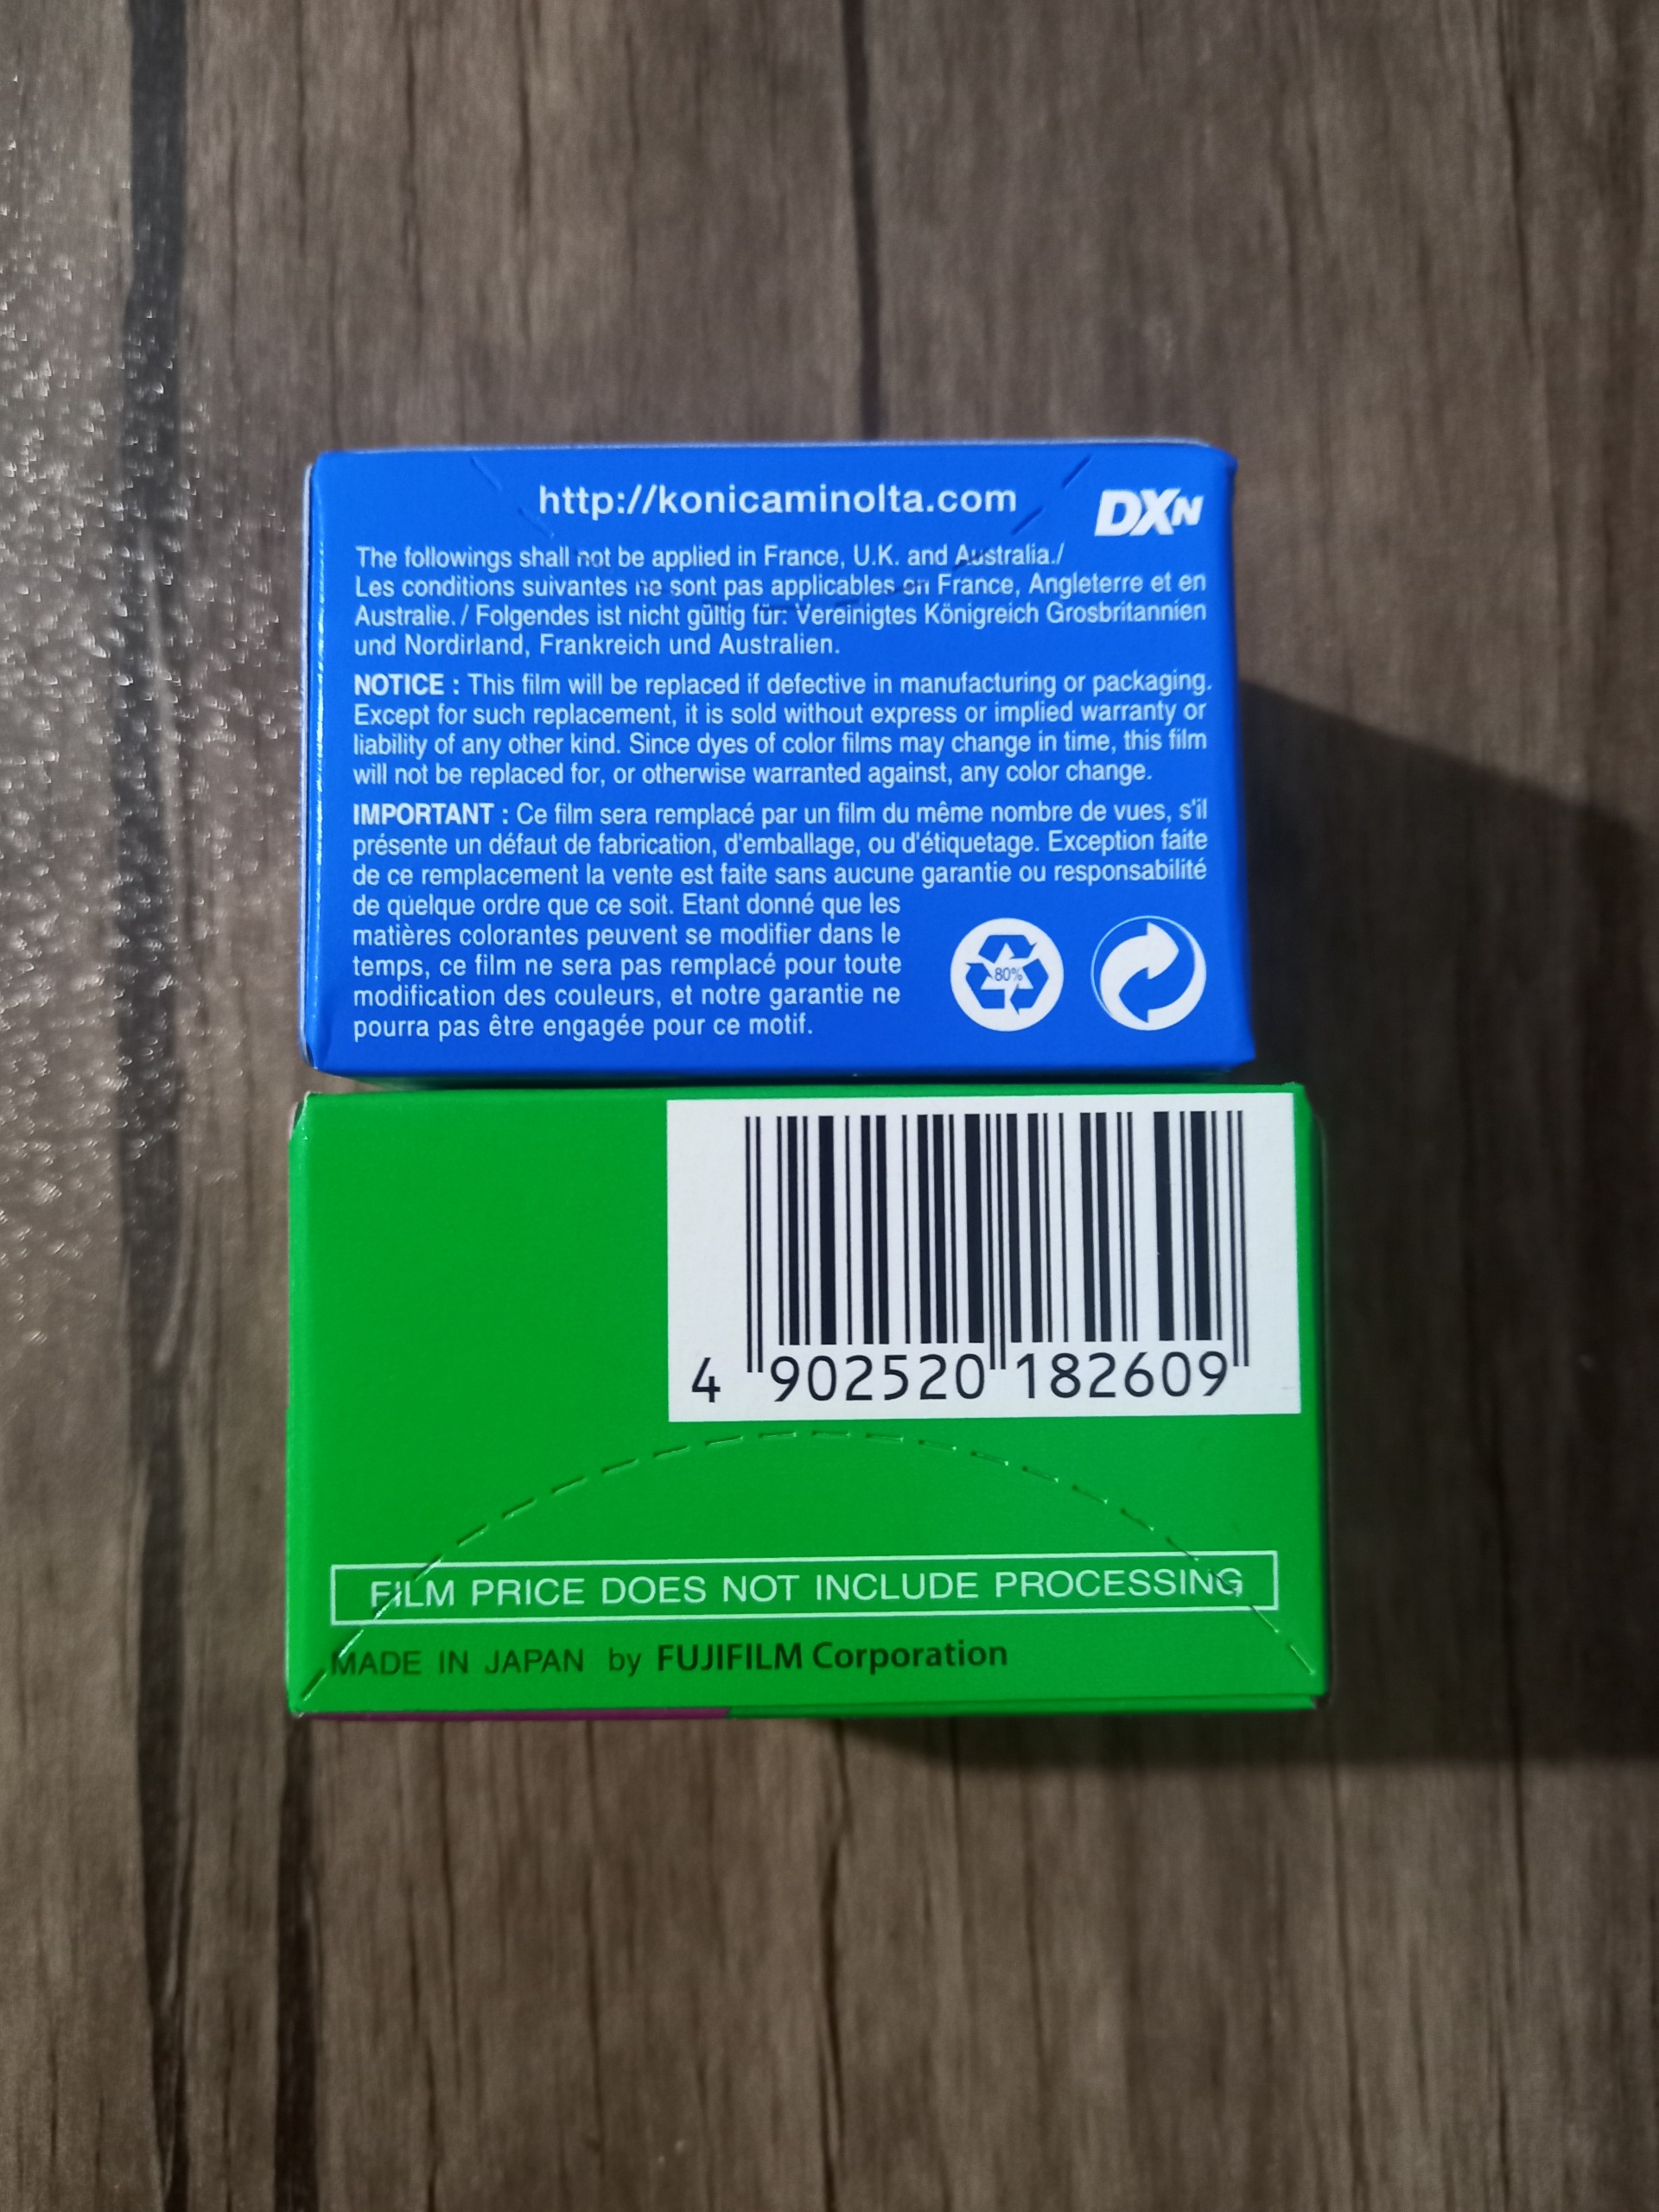 http://konicaminolta.com
DXN
The followings shall not be applied in France, U.K. and Australia./
Les conditions suivantes ne sont pas applicables en France, Angleterre et en
Australie. / Folgendes ist nicht gültig für: Vereinigtes Königreich Grosbritannien
und Nordirland, Frankreich und Australien.
NOTICE : This film will be replaced if defective in manufacturing or packaging.
Except for such replacement, it is sold without express or implied warranty or
liability of any other kind. Since dyes of color films may change in time, this film
will not be replaced for, or otherwise warranted against, any color change.
IMPORTANT : Ce film sera remplacé par un film du même nombre de vues, s'il
présente un défaut de fabrication, d'emballage, ou d'étiquetage. Exception faite
de ce remplacement la vente est faite sans aucune garantie ou responsabilité
de quelque ordre que ce soit. Etant donné que les
matières colorantes peuvent se modifier dans le
temps, ce film ne sera pas remplacé pour toute
modification des couleurs, et notre garantie ne
pourra pas être engagée pour ce motif.
80%
4 902520 182609
FILM PRICE DOES NOT INCLUDE PROCESSING
MADE IN JAPAN by FUJIFILM Corporation